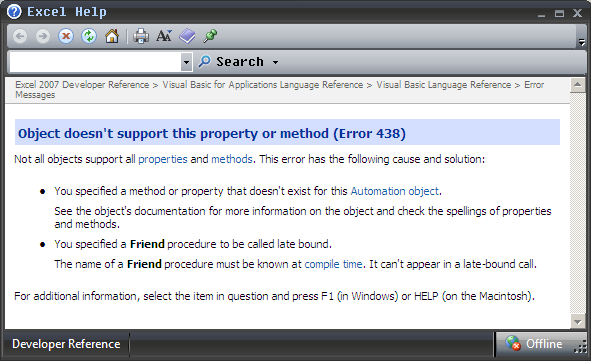 Excel Help
Search
Excel 2007 Developer Reference > Visual Basic for Applications Language Reference > Visual Basic Language Reference > Error
Messages
Object doesn't support this property or method (Error 438)
Not all objects support all properties and methods. This error has the following cause and solution:
● You specified a method or property that doesn't exist for this Automation object.
See the object's documentation for more information on the object and check the spellings of properties
and methods.
● You specified a Friend procedure to be called late bound.
The name of a Friend procedure must be known at compile time. It can't appear in a late-bound call.
For additional information, select the item in question and press F1 (in Windows) or HELP (on the Macintosh).
Developer Reference
Offline